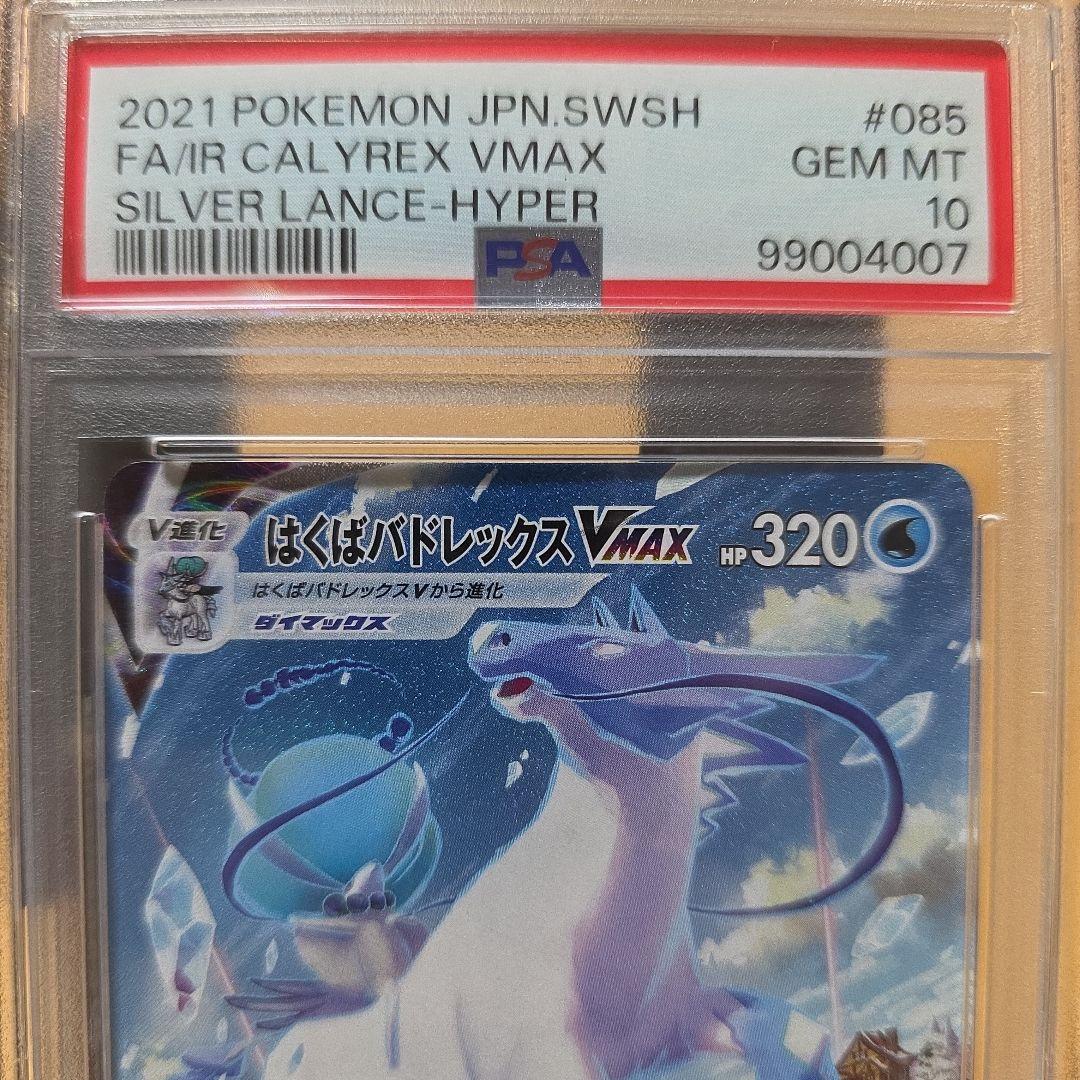 2021 POKEMON JPN.SWSH #085
FA/IR CALYREX VMAX GEM MT
SILVER LANCE-HYPER 10
PSA 99004007
V進化 はくばバドレックスVMAX HP320
はくばバドレックスVから進化
ダイマックス